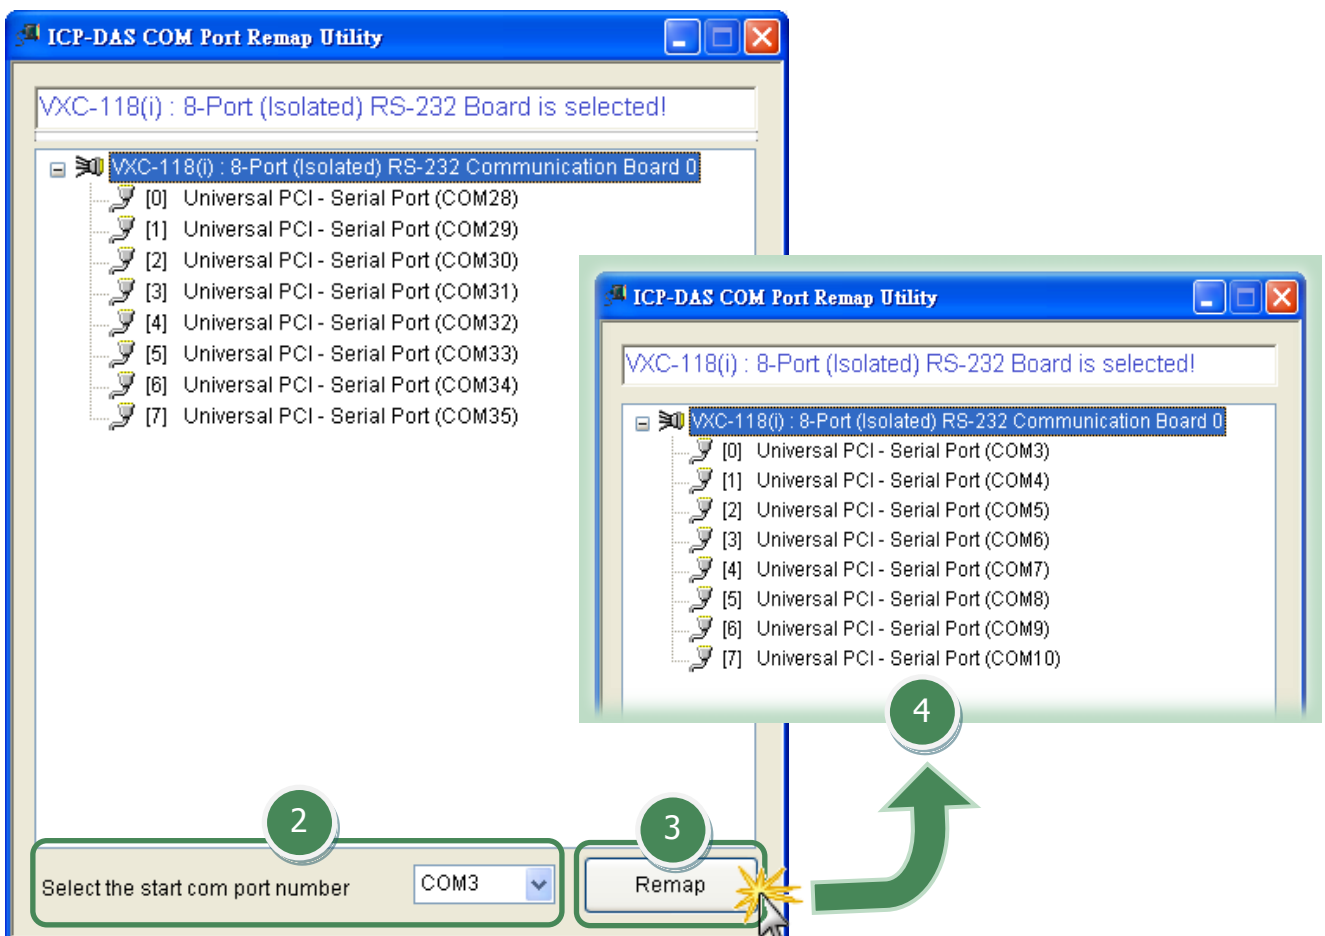 ICP-DAS COM Port Remap Utility
VXC-118(i) : 8-Port (Isolated) RS-232 Board is selected!
VXC-118(i) : 8-Port (Isolated) RS-232 Communication Board 0
[0] Universal PCI - Serial Port (COM28)
[1] Universal PCI - Serial Port (COM29)
[2] Universal PCI - Serial Port (COM30)
[3] Universal PCI - Serial Port (COM31)
[4] Universal PCI - Serial Port (COM32)
[5] Universal PCI - Serial Port (COM33)
[6] Universal PCI - Serial Port (COM34)
[7] Universal PCI - Serial Port (COM35)
2
Select the start com port number COM3
3
Remap
ICP-DAS COM Port Remap Utility
VXC-118(i) : 8-Port (Isolated) RS-232 Board is selected!
VXC-118(i) : 8-Port (Isolated) RS-232 Communication Board 0
[0] Universal PCI - Serial Port (COM3)
[1] Universal PCI - Serial Port (COM4)
[2] Universal PCI - Serial Port (COM5)
[3] Universal PCI - Serial Port (COM6)
[4] Universal PCI - Serial Port (COM7)
[5] Universal PCI - Serial Port (COM8)
[6] Universal PCI - Serial Port (COM9)
[7] Universal PCI - Serial Port (COM10)
4